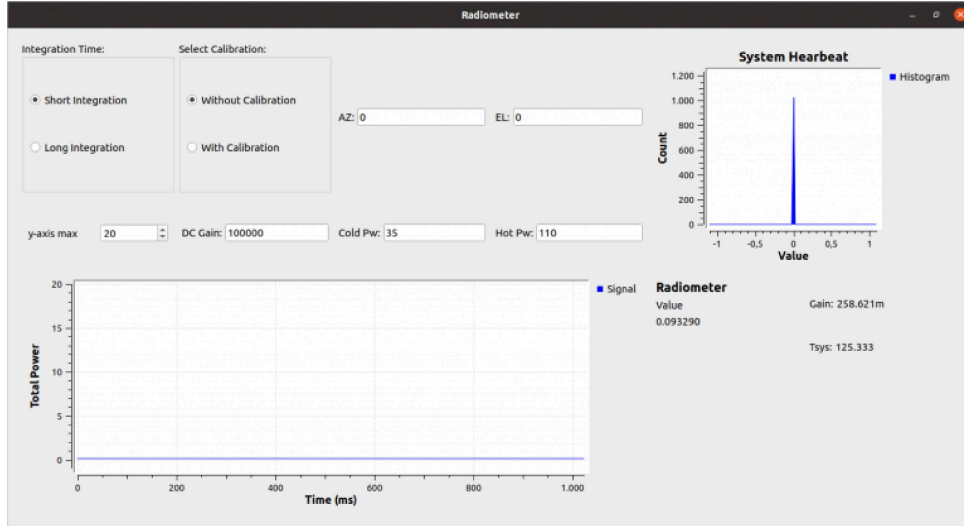 Radiometer
Integration Time:
Select Calibration:
Short Integration
Long Integration
Without Calibration
With Calibration
AZ: 0
EL: 0
System Hearbeat
1.200
1.000
800
600
400
200
0
Count
-1
-0,5
0
0,5
1
Value
Histogram
y-axis max
20
DC Gain: 100000
Cold Pw: 35
Hot Pw: 110
20
15
10
5
0
Total Power
0
200
400
600
800
1.000
Time (ms)
Signal
Radiometer
Value
0.093290
Gain: 258.621m
Tsys: 125.333